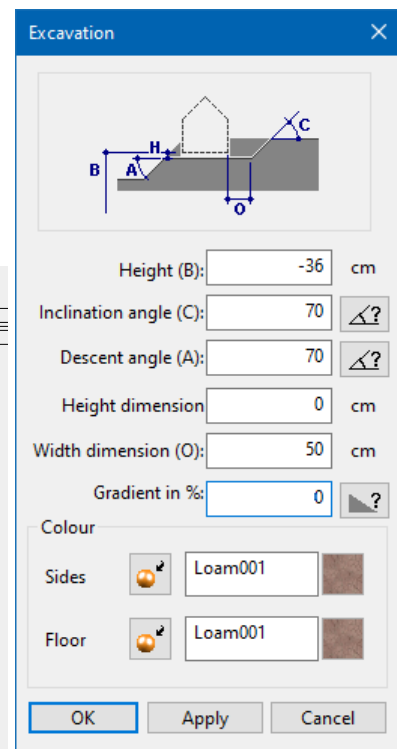 Excavation
C
H
B
A
O
Height (B): -36 cm
Inclination angle (C): 70 ?
Descent angle (A): 70 ?
Height dimension 0 cm
Width dimension (O): 50 cm
Gradient in %: 0 ?
Colour
Sides Loam001
Floor Loam001
OK Apply Cancel